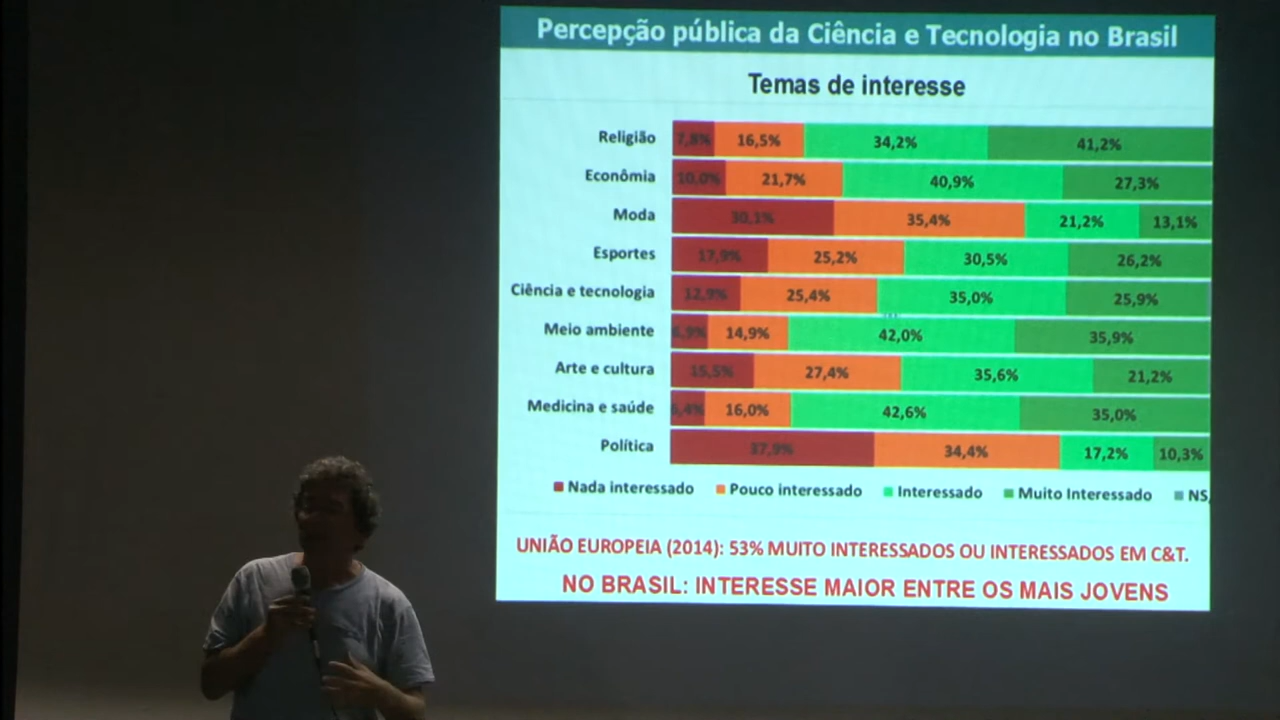 Percepção pública da Ciência e Tecnologia no Brasil
Temas de interesse
Religião 7,8% 16,5% 34,2% 41,2%
Econômia 10,0% 21,7% 40,9% 27,3%
Moda 30,1% 35,4% 21,2% 13,1%
Esportes 17,9% 25,2% 30,5% 26,2%
Ciência e tecnologia 12,9% 25,4% 35,0% 25,9%
Meio ambiente 14,9% 42,0% 35,9%
Arte e cultura 15,5% 27,4% 35,6% 21,2%
Medicina e saúde 16,0% 42,6% 35,0%
Política 37,9% 34,4% 17,2% 10,3%
Nada interessado Pouco interessado Interessado Muito Interessado NS
UNIÃO EUROPEIA (2014): 53% MUITO INTERESSADOS OU INTERESSADOS EM C&T.
NO BRASIL: INTERESSE MAIOR ENTRE OS MAIS JOVENS